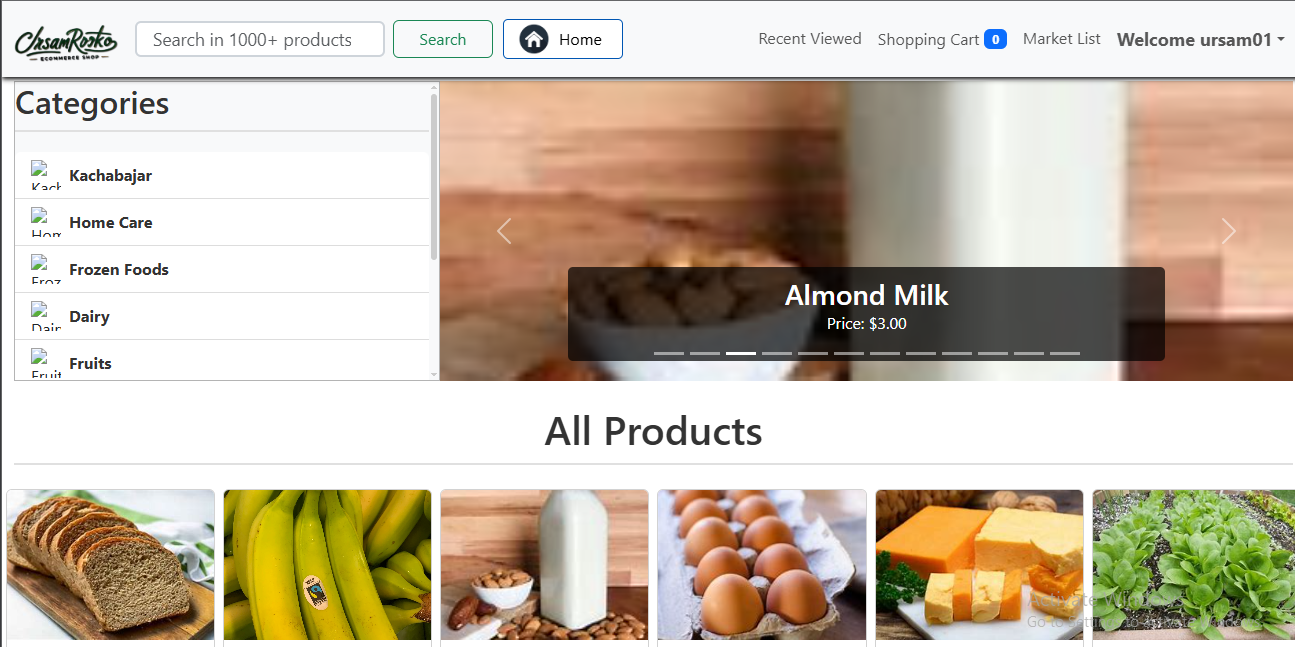 ChsamRosko
ECOMMERCE SHOP
Search in 1000+ products
Search
Home
Recent Viewed
Shopping Cart 0
Market List
Welcome ursam01
Categories
Kach
Kachabajar
Hom
Home Care
Froz
Frozen Foods
Dair
Dairy
Fruit
Fruits
Almond Milk
Price: $3.00
All Products
Activate Windows
Go to Settings to activate Windows.